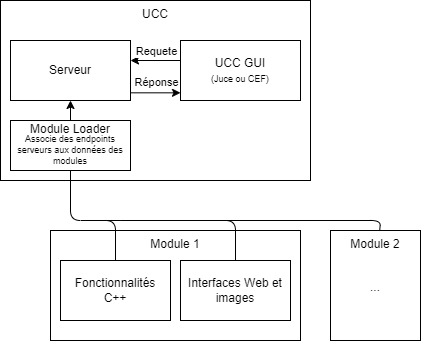 UCC
Requete
Serveur
UCC GUI
(Juce ou CEF)
Réponse
Module Loader
Associe des endpoints
serveurs aux données des
modules
Module 1
Module 2
Fonctionnalités
C++
Interfaces Web et
images
...